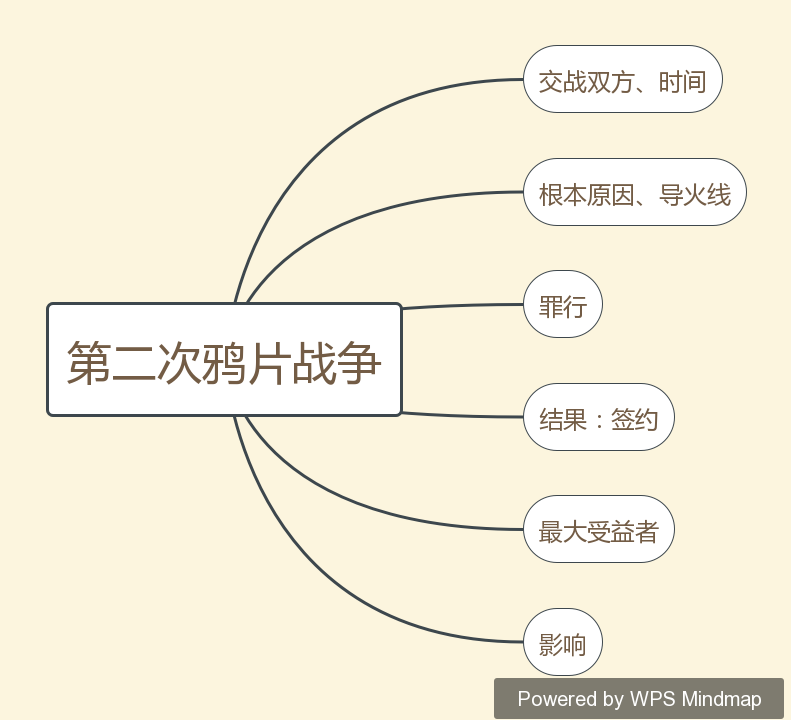 交战双方、时间
根本原因、导火线
罪行
第二次鸦片战争
结果：签约
最大受益者
影响
Powered by WPS Mindmap